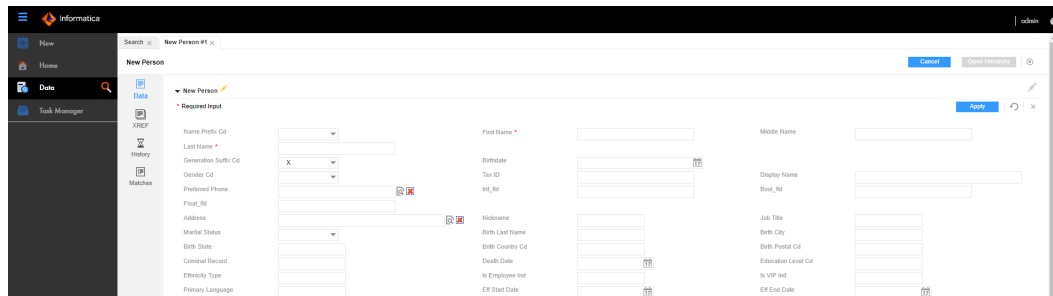 Informatica
admin
New
Home
Data
Task Manager
Search × New Person #1 ×
New Person
Cancel Open Hierarchy
Data
XREF
History
Matches
New Person
* Required Input
Apply
Name Prefix Cd First Name * Middle Name
Last Name *
Generation Suffix Cd X Birthdate
Gender Cd Tax ID Display Name
Preferred Phone Int_fld Bool_fld
Float_fld
Address Nickname Job Title
Marital Status Birth Last Name Birth City
Birth State Birth Country Cd Birth Postal Cd
Criminal Record Death Date Education Level Cd
Ethnicity Type Is Employee Ind Is VIP Ind
Primary Language Eff Start Date Eff End Date